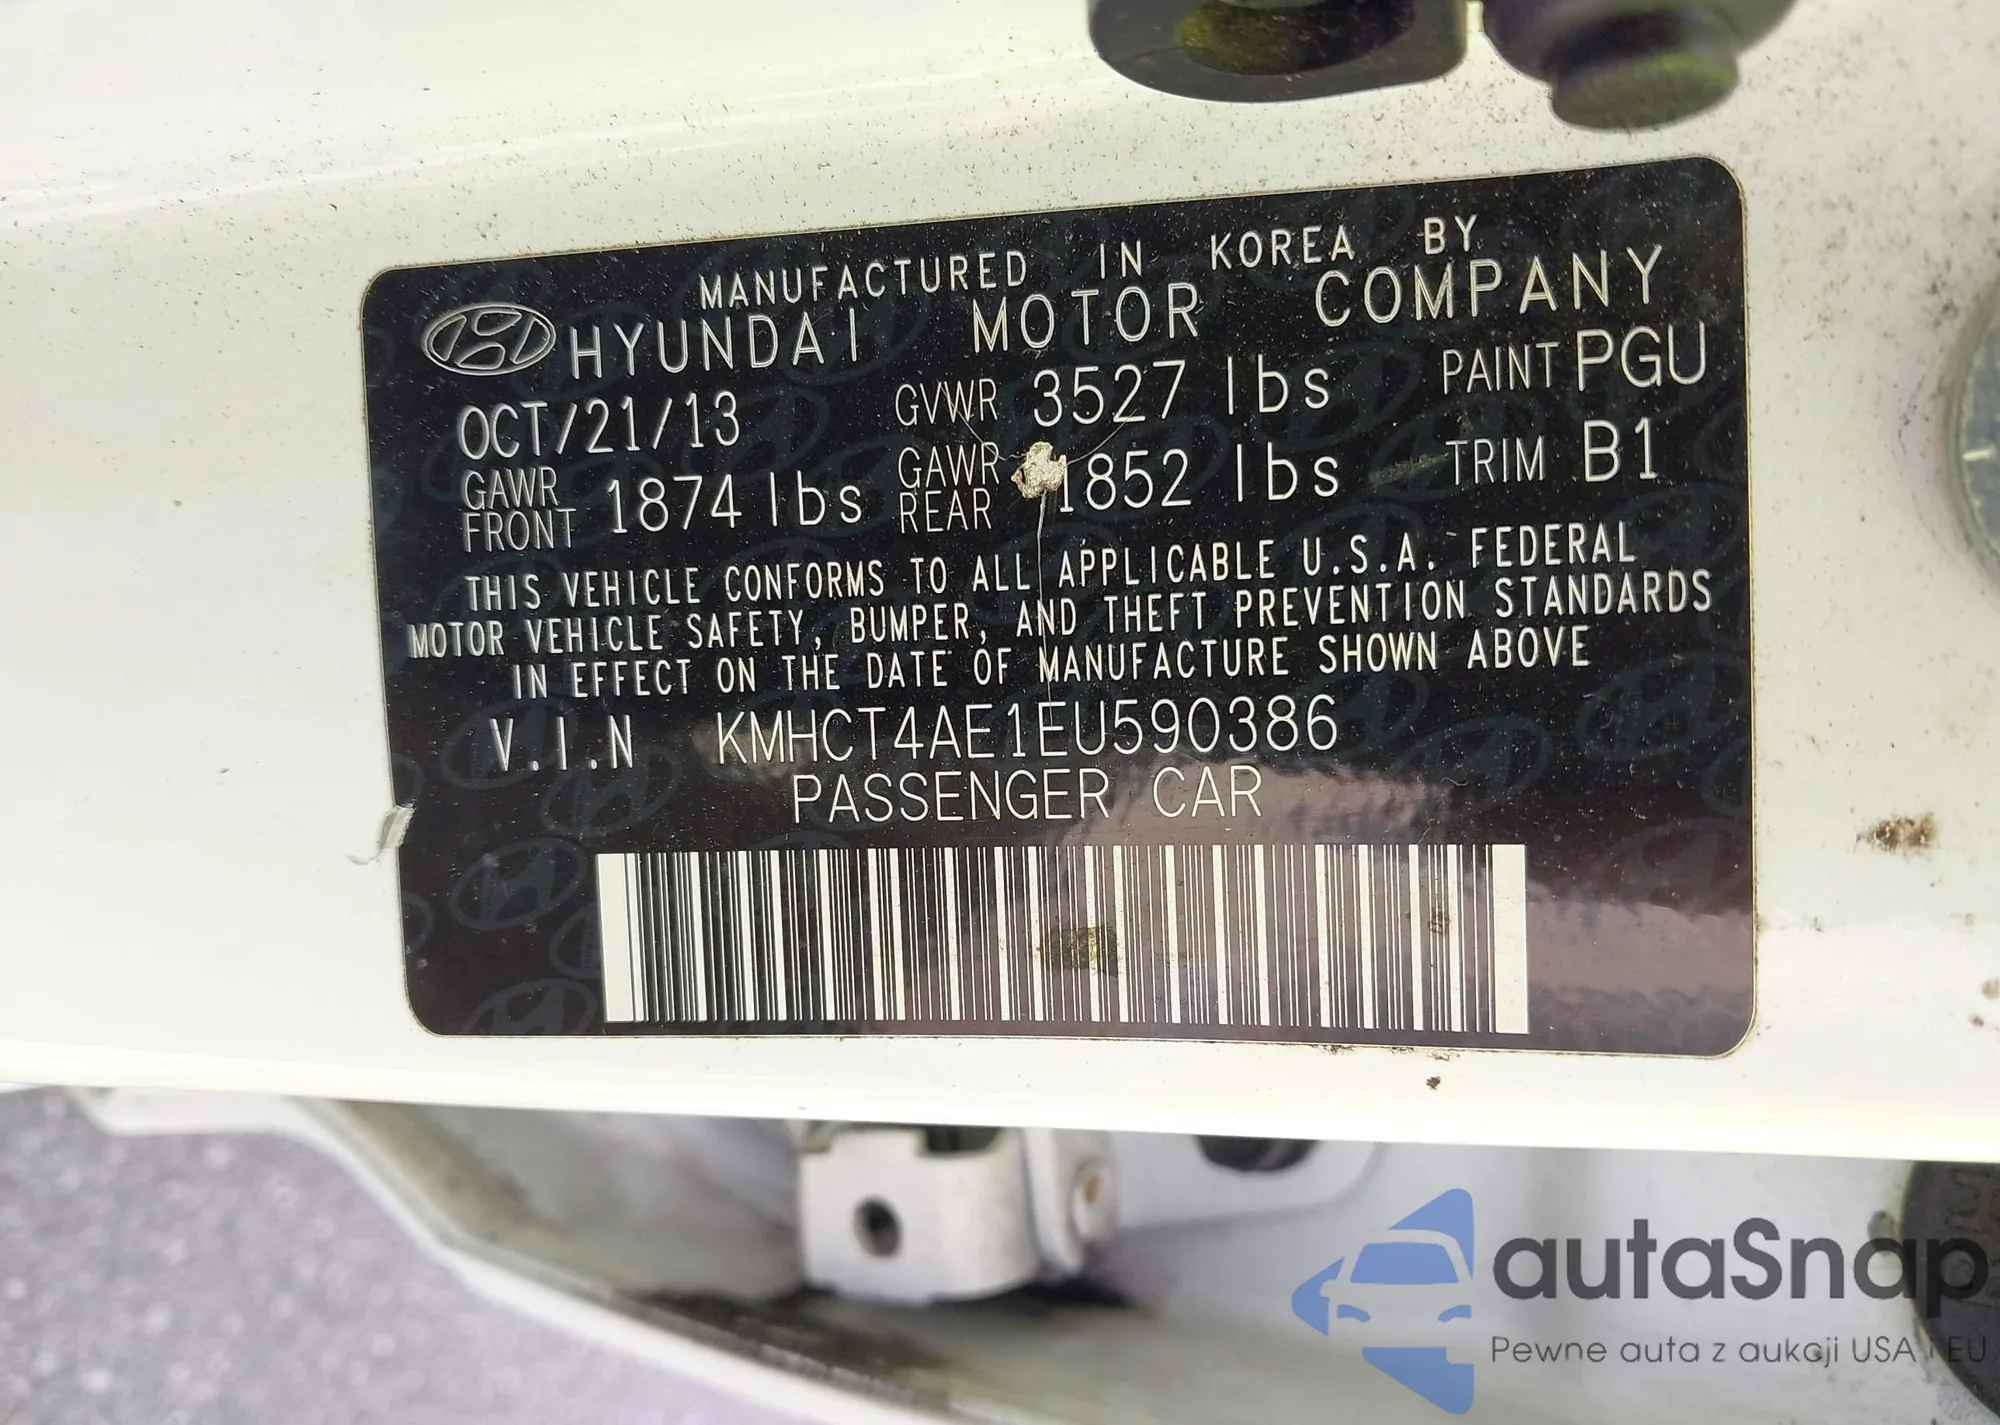 MANUFACTURED IN KOREA BY
HYUNDAI MOTOR COMPANY
OCT/21/13 GVWR 3527 lbs PAINT PGU
GAWR FRONT 1874 lbs GAWR REAR 1852 lbs TRIM B1
THIS VEHICLE CONFORMS TO ALL APPLICABLE U.S.A. FEDERAL
MOTOR VEHICLE SAFETY, BUMPER, AND THEFT PREVENTION STANDARDS
IN EFFECT ON THE DATE OF MANUFACTURE SHOWN ABOVE
V.I.N KMHCT4AE1EU590386
PASSENGER CAR
autaSnap
Pewne auta z aukcji USA i EU